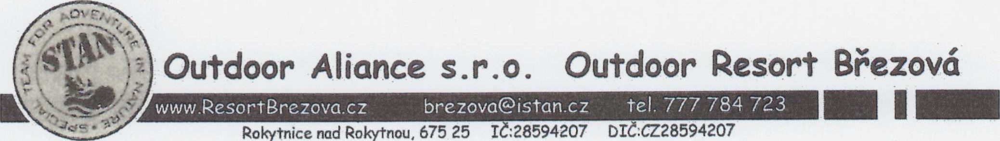 SPECIAL TEAM FOR ADVENTURE IN NATURE
STAN
Outdoor Aliance s.r.o. Outdoor Resort Březová
www.ResortBrezova.cz brezova@istan.cz tel. 777 784 723
Rokytnice nad Rokytnou, 675 25 IČ:28594207 DIČ:CZ28594207